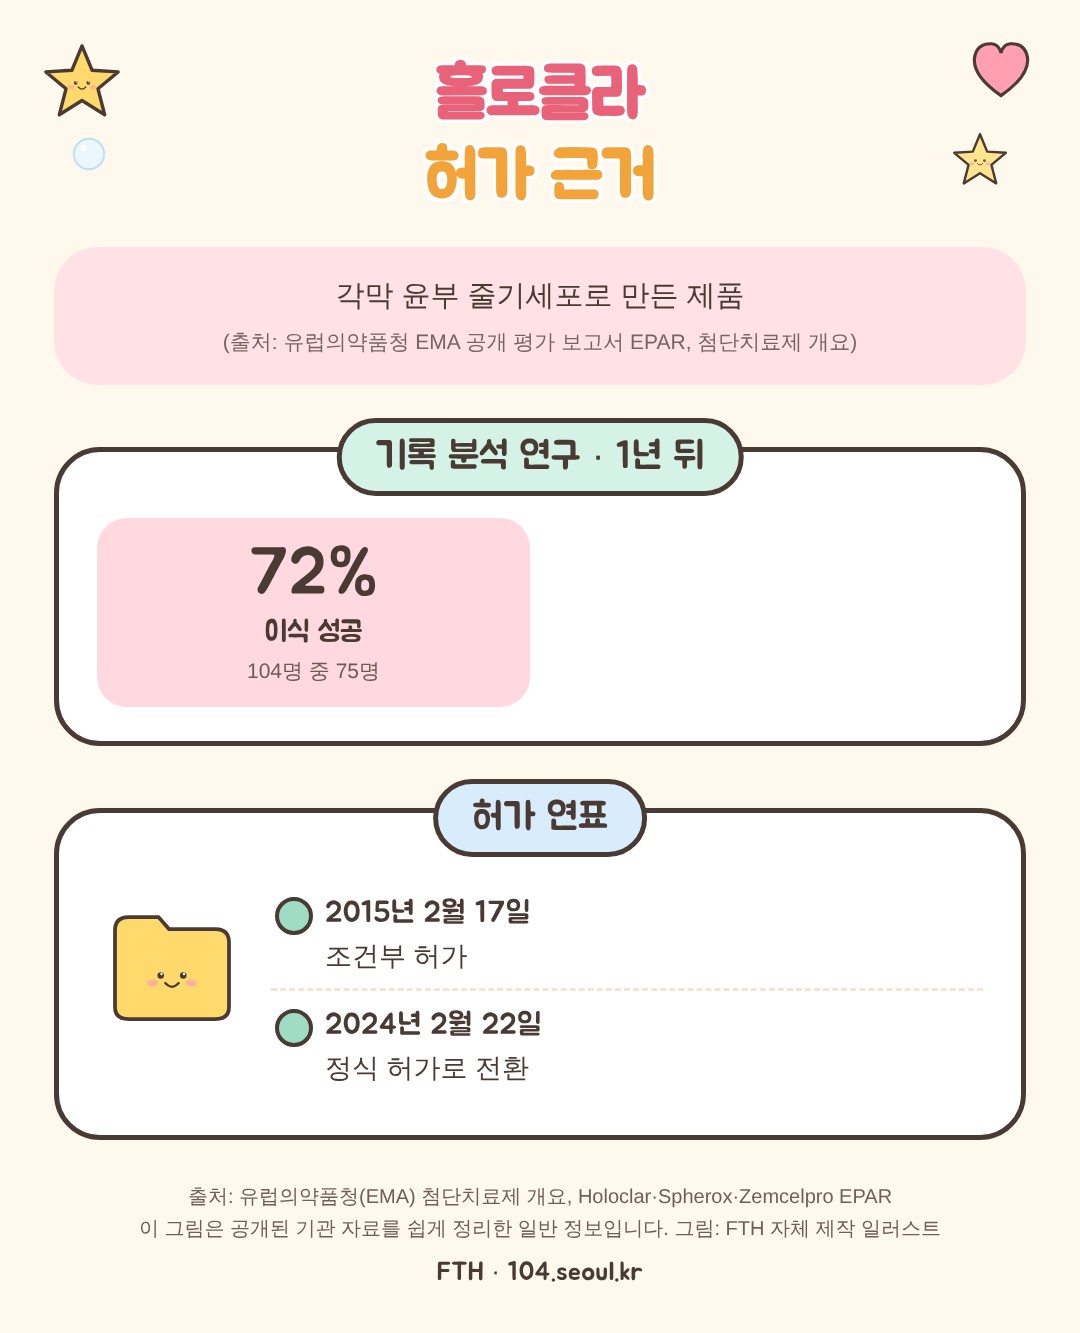 홀로클라
허가 근거
각막 윤부 줄기세포로 만든 제품
(출처: 유럽의약품청 EMA 공개 평가 보고서 EPAR, 첨단치료제 개요)
기록 분석 연구 · 1년 뒤
72%
이식 성공
104명 중 75명
허가 연표
2015년 2월 17일
조건부 허가
2024년 2월 22일
정식 허가로 전환
출처: 유럽의약품청(EMA) 첨단치료제 개요, Holoclar·Spherox·Zemcelpro EPAR
이 그림은 공개된 기관 자료를 쉽게 정리한 일반 정보입니다. 그림: FTH 자체 제작 일러스트
FTH · 104.seoul.kr